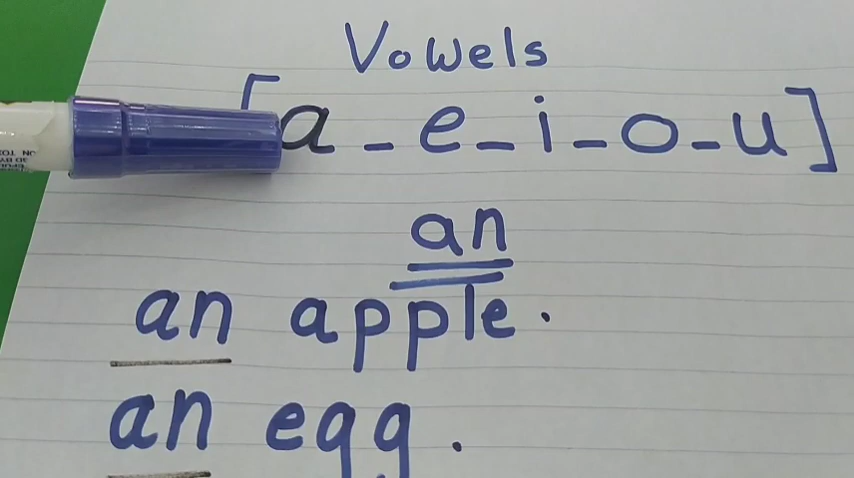 Vowels
[a - e - i - o - u]
an
an apple.
an egg.